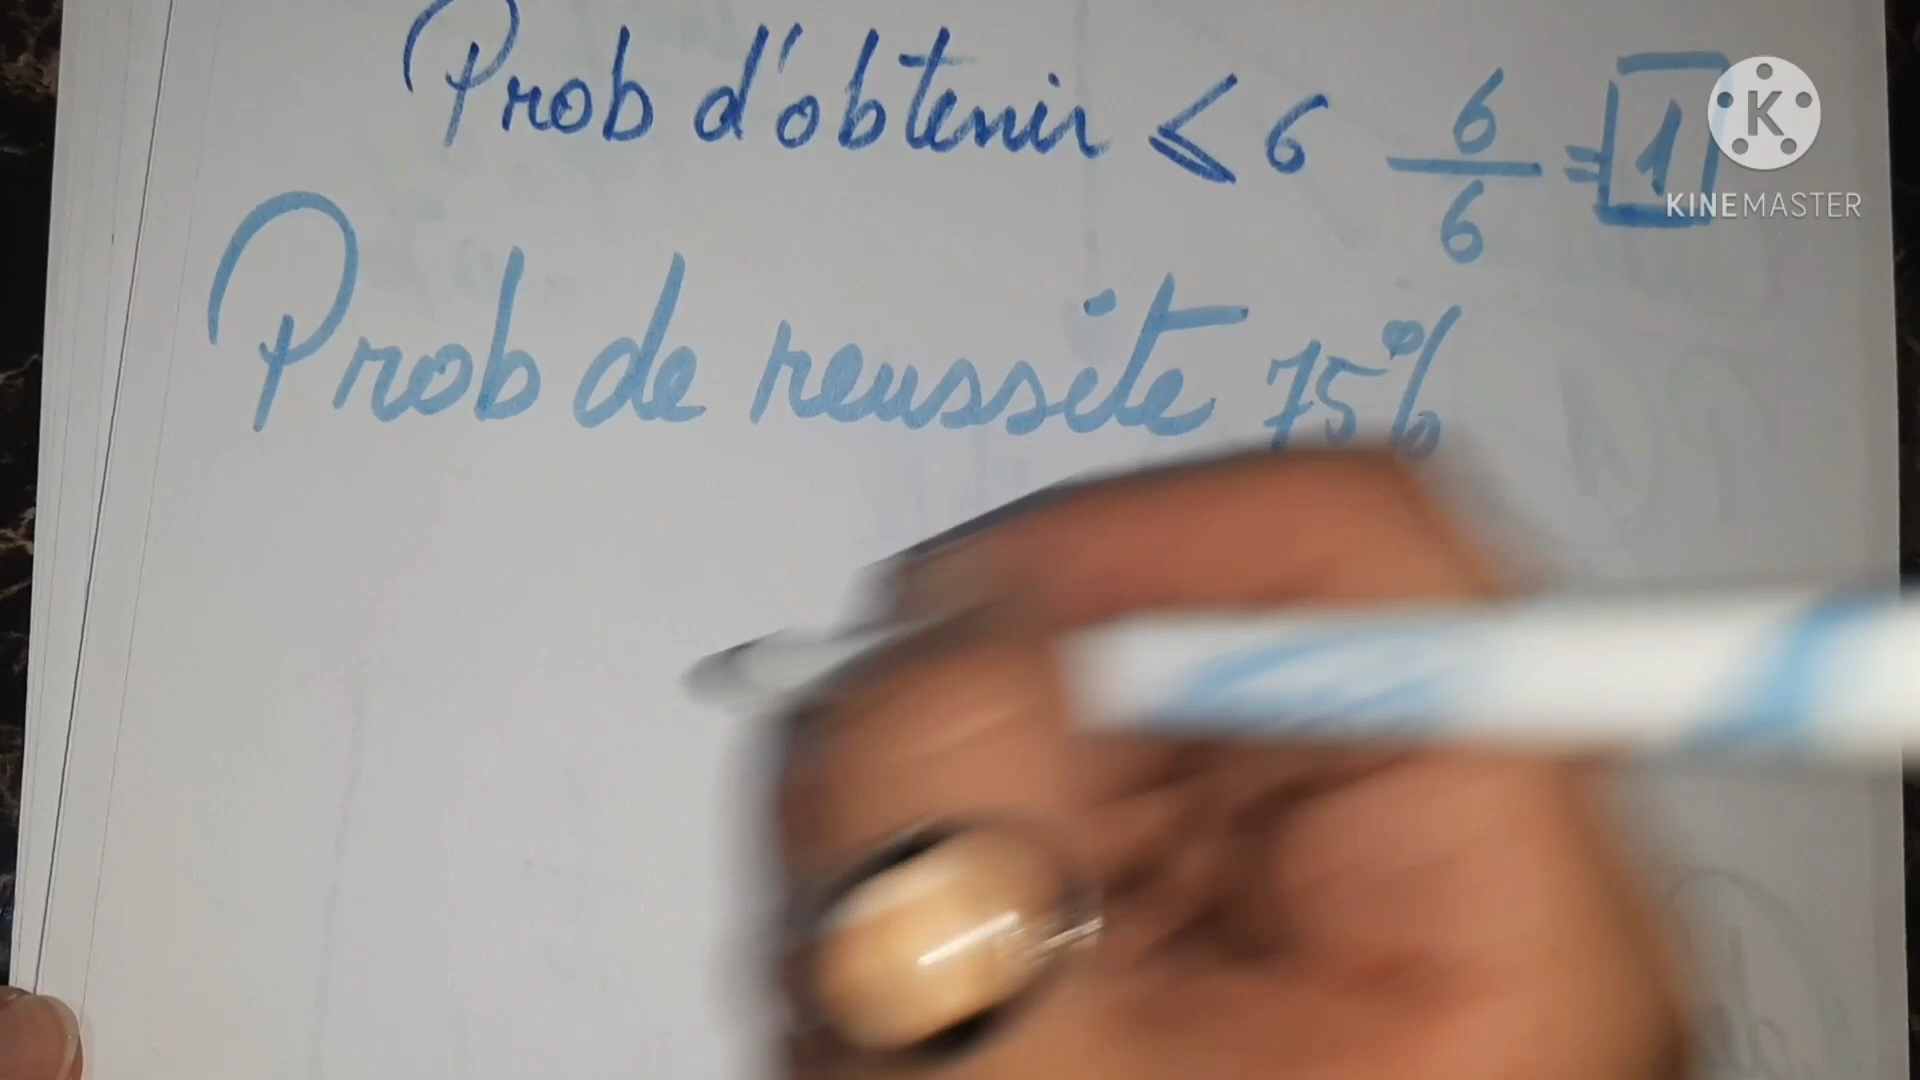 Prob d'obtenir ≤ 6 6/6 = 1
K
KINEMASTER
Prob de reussite 75%